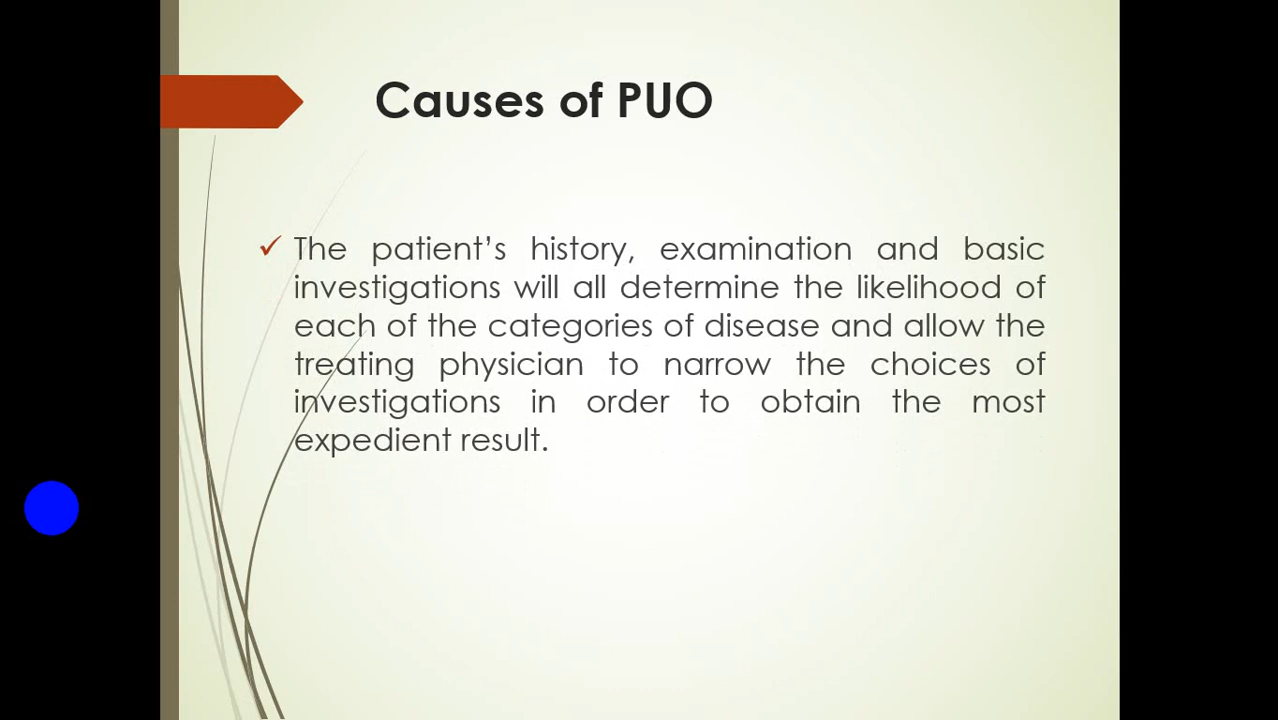 Causes of PUO
The patient’s history, examination and basic
investigations will all determine the likelihood of
each of the categories of disease and allow the
treating physician to narrow the choices of
investigations in order to obtain the most
expedient result.